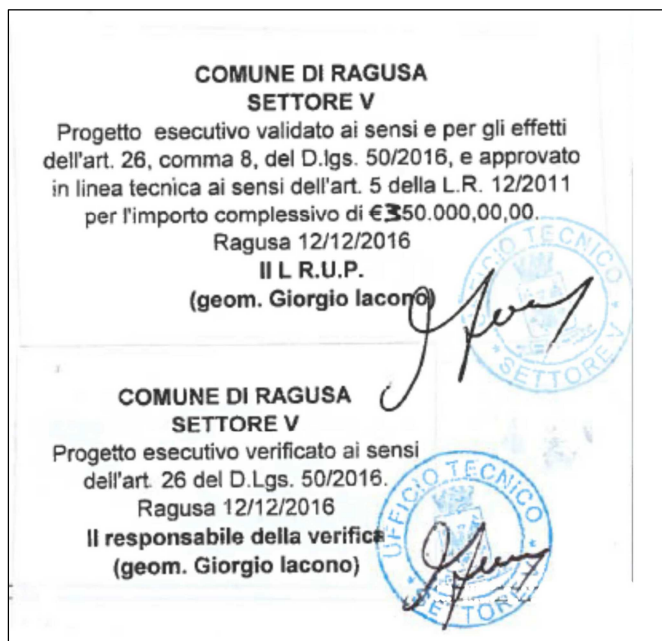 COMUNE DI RAGUSA
SETTORE V
Progetto esecutivo validato ai sensi e per gli effetti
dell'art. 26, comma 8, del D.lgs. 50/2016, e approvato
in linea tecnica ai sensi dell'art. 5 della L.R. 12/2011
per l'importo complessivo di €350.000,00,00.
Ragusa 12/12/2016
Il L R.U.P.
(geom. Giorgio Iacono)
UFFICIO TECNICO
* SETTORE V *
COMUNE DI RAGUSA
SETTORE V
Progetto esecutivo verificato ai sensi
dell'art. 26 del D.Lgs. 50/2016.
Ragusa 12/12/2016
Il responsabile della verifica
(geom. Giorgio Iacono)
UFFICIO TECNICO
* SETTORE V *